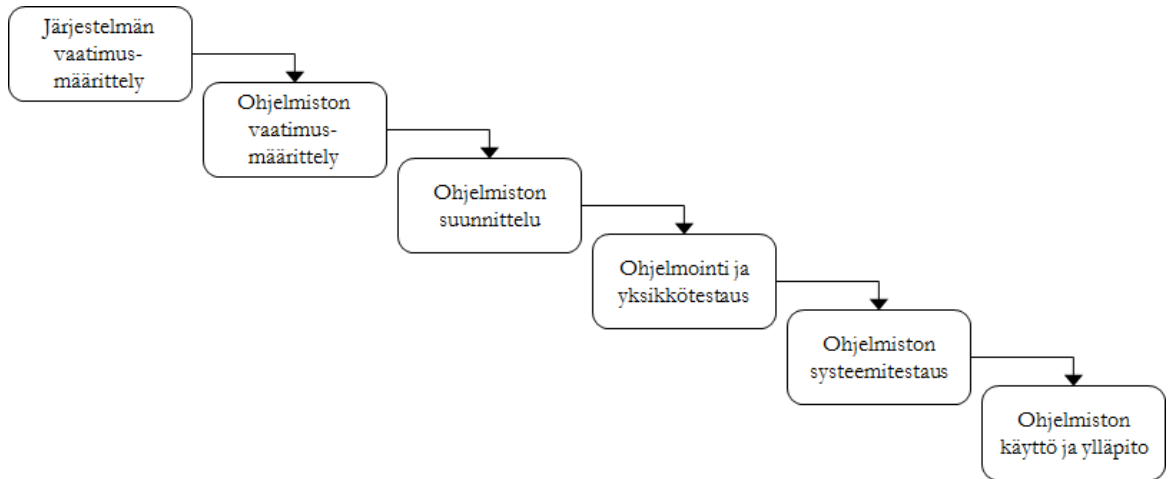 Järjestelmän
vaatimus-
määrittely
Ohjelmiston
vaatimus-
määrittely
Ohjelmiston
suunnittelu
Ohjelmointi ja
yksikkötestaus
Ohjelmiston
systeemitestaus
Ohjelmiston
käyttö ja ylläpito